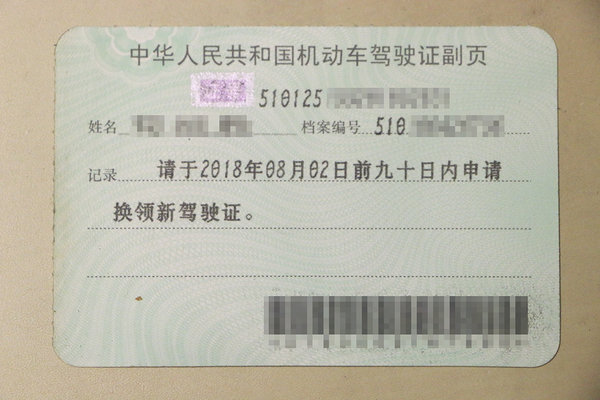 中华人民共和国机动车驾驶证副页
510125
姓名 档案编号 510
记录 请于2018年08月02日前九十日内申请
换领新驾驶证。